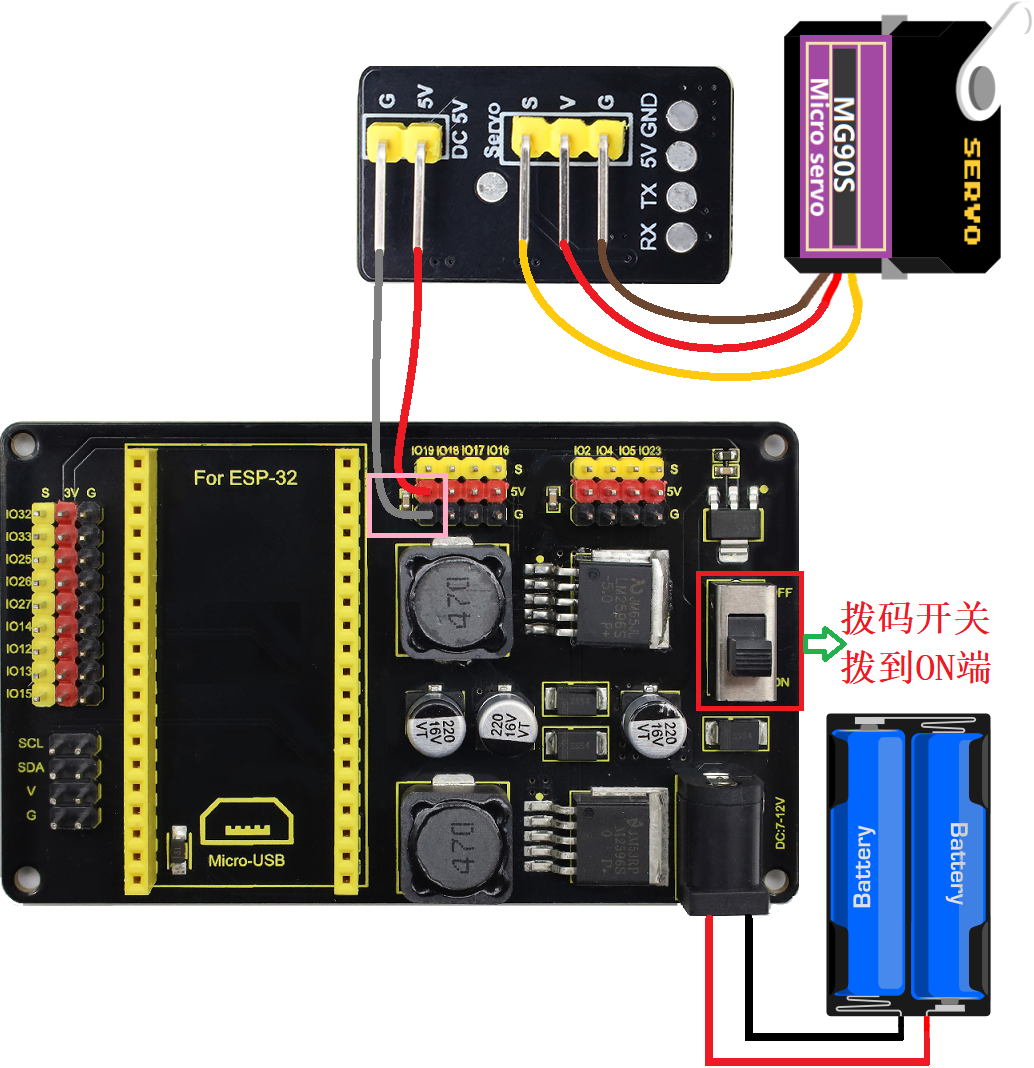 G
5V
DC 5V
Servo
S
V
G
GND
5V
TX
RX
MG90S
Micro servo
SERVO
For ESP-32
S 3V G
IO32
IO33
IO25
IO26
IO27
IO14
IO12
IO13
IO15
SCL
SDA
V
G
Micro-USB
IO19 IO18 IO17 IO16
S
5V
G
IO2 IO4 IO5 IO23
S
5V
G
470
LM2596S
-5.0
P+
ON
拨码开关
拨到ON端
220
16V
VT
220
16V
VT
220
16V
VT
470
DC:7-12V
Battery
Battery